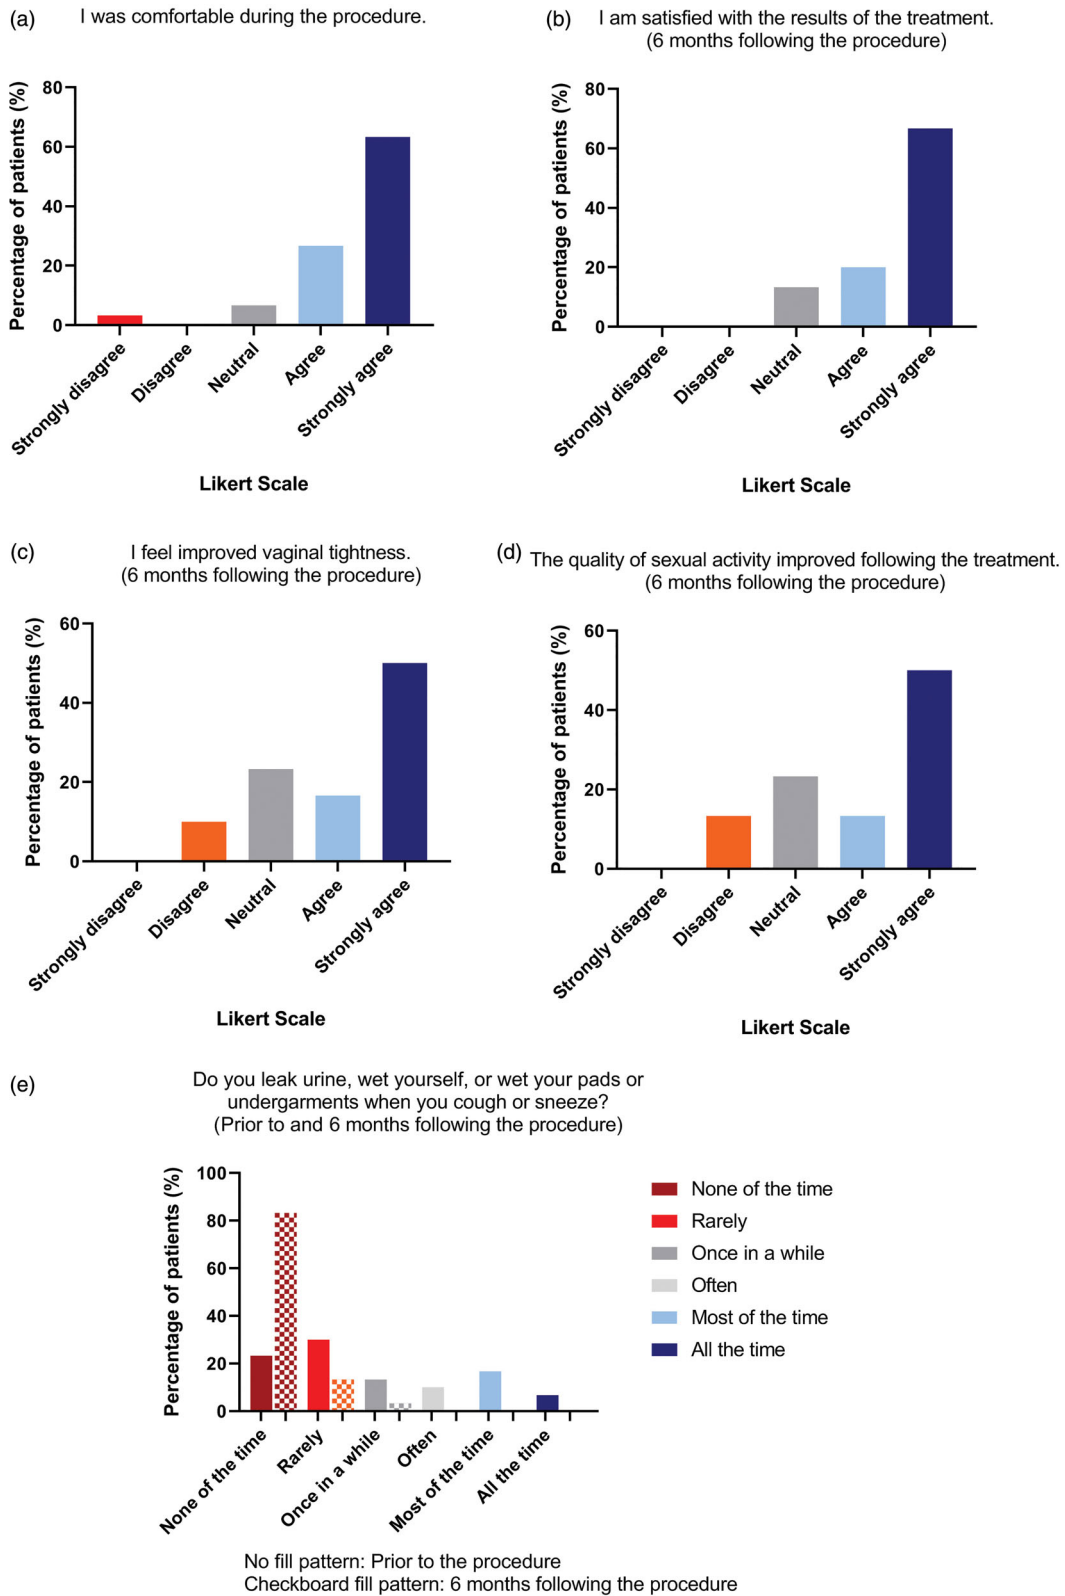 (a)
I was comfortable during the procedure.
Percentage of patients (%)
80
60
40
20
0
Strongly disagree
Disagree
Neutral
Agree
Strongly agree
Likert Scale
(b)
I am satisfied with the results of the treatment.
(6 months following the procedure)
Percentage of patients (%)
80
60
40
20
0
Strongly disagree
Disagree
Neutral
Agree
Strongly agree
Likert Scale
(c)
I feel improved vaginal tightness.
(6 months following the procedure)
Percentage of patients (%)
60
40
20
0
Strongly disagree
Disagree
Neutral
Agree
Strongly agree
Likert Scale
(d)
The quality of sexual activity improved following the treatment.
(6 months following the procedure)
Percentage of patients (%)
60
40
20
0
Strongly disagree
Disagree
Neutral
Agree
Strongly agree
Likert Scale
(e)
Do you leak urine, wet yourself, or wet your pads or
undergarments when you cough or sneeze?
(Prior to and 6 months following the procedure)
Percentage of patients (%)
100
80
60
40
20
0
None of the time
Rarely
Once in a while
Often
Most of the time
All the time
None of the time
Rarely
Once in a while
Often
Most of the time
All the time
No fill pattern: Prior to the procedure
Checkboard fill pattern: 6 months following the procedure